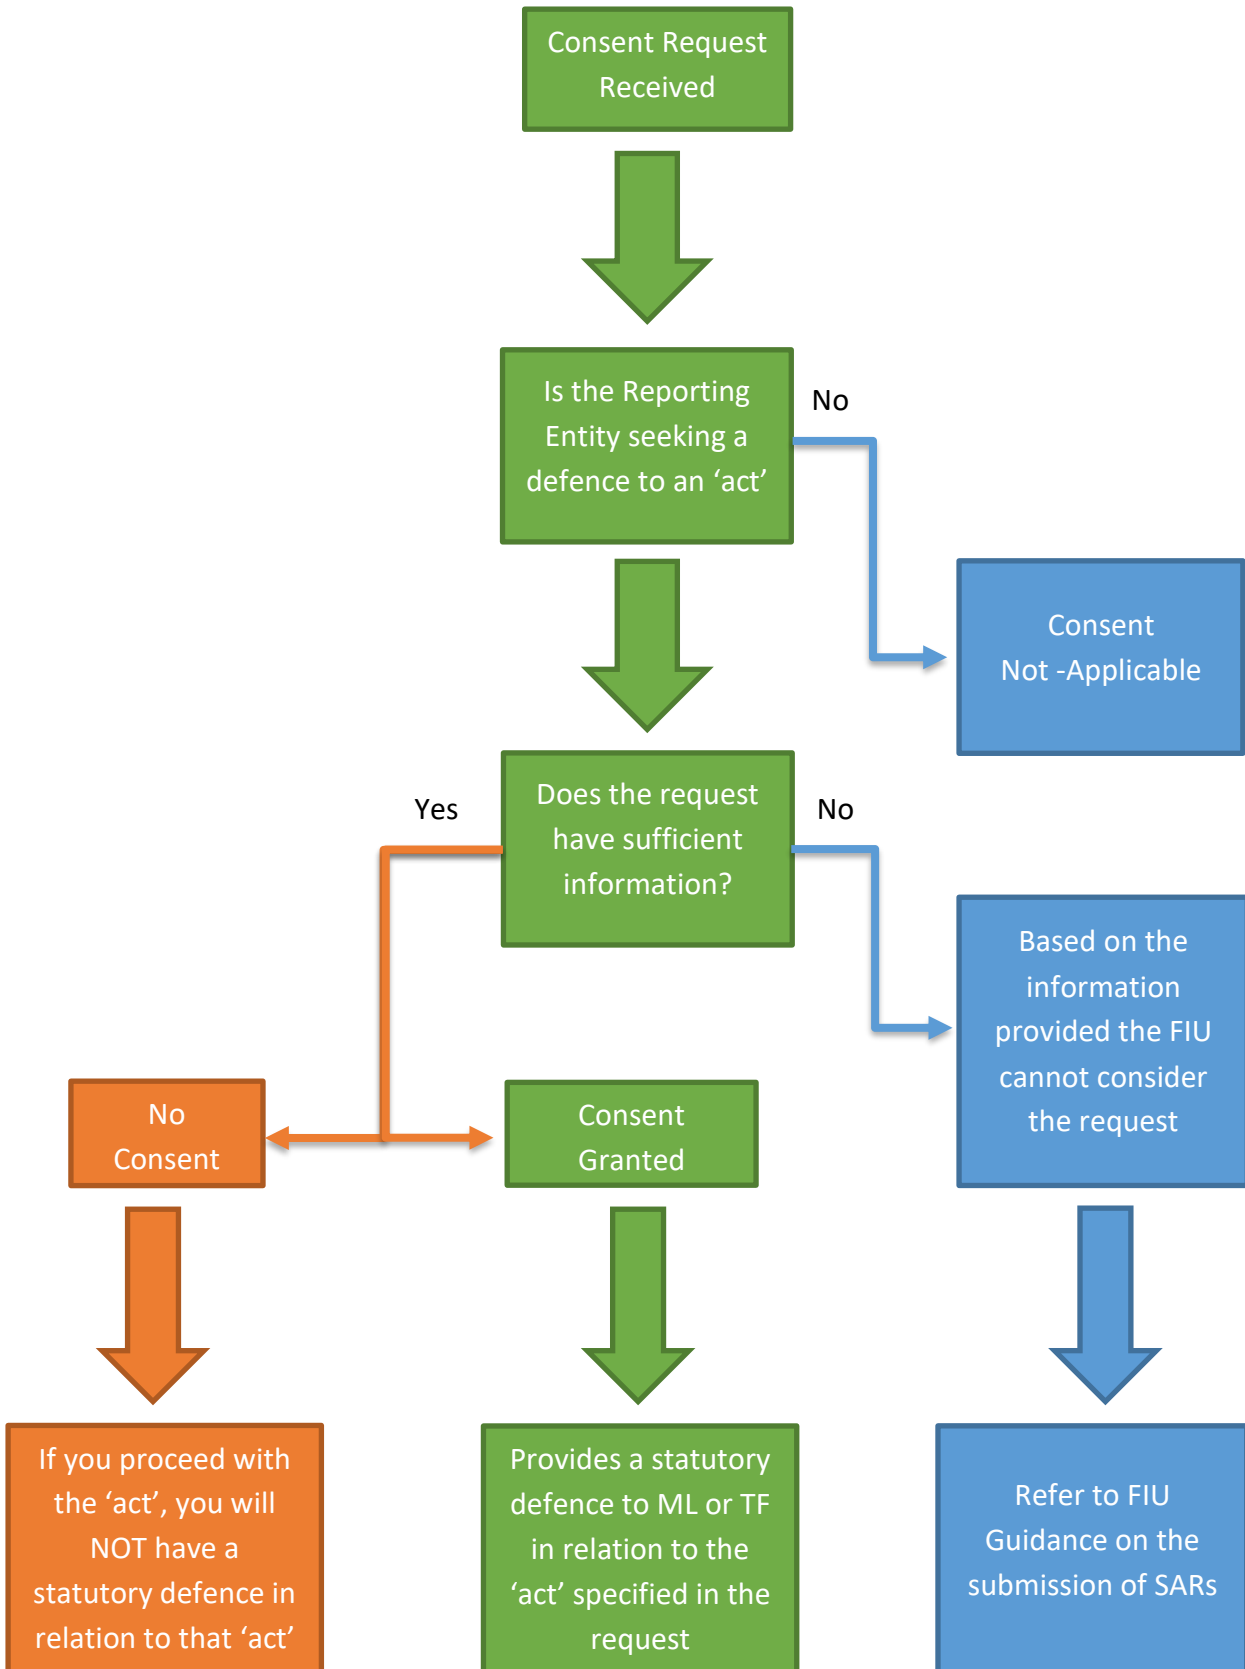 Consent Request
Received
Is the Reporting
Entity seeking a
defence to an ‘act’
No
Consent
Not -Applicable
Does the request
have sufficient
information?
Yes
No
Based on the
information
provided the FIU
cannot consider
the request
No
Consent
Consent
Granted
If you proceed with
the ‘act’, you will
NOT have a
statutory defence in
relation to that ‘act’
Provides a statutory
defence to ML or TF
in relation to the
‘act’ specified in the
request
Refer to FIU
Guidance on the
submission of SARs